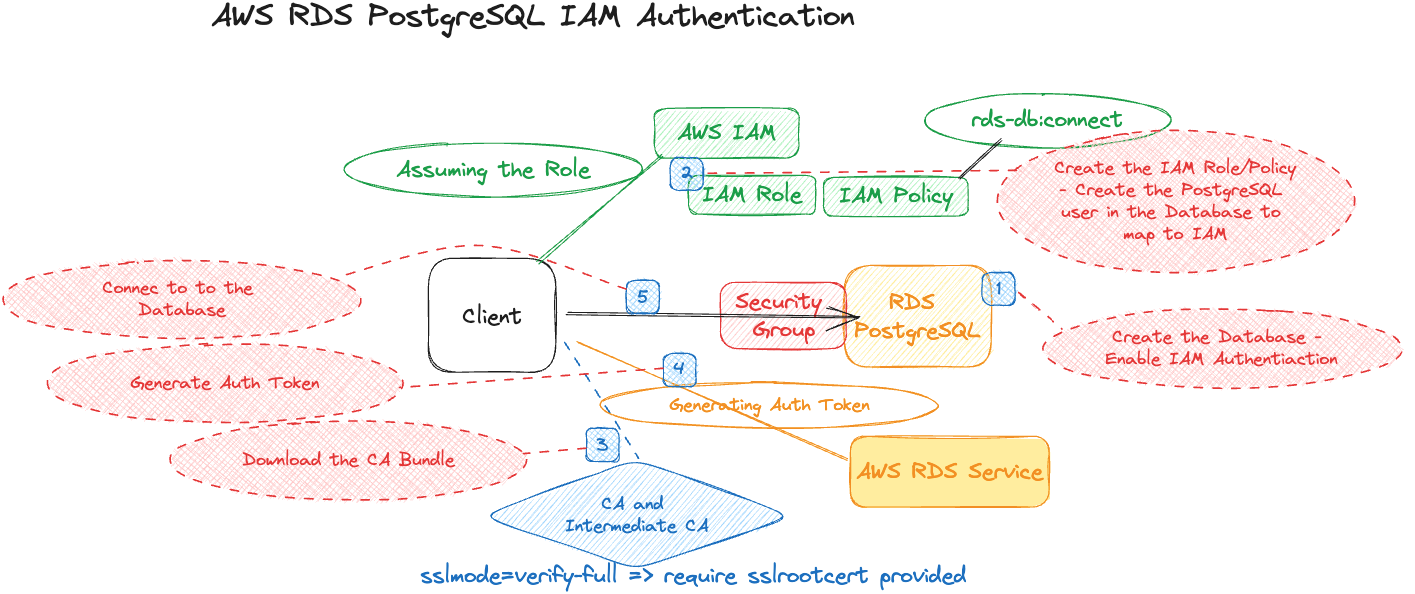 AWS RDS PostgreSQL IAM Authentication
rds-db:connect
AWS IAM
Assuming the Role
2
IAM Role
IAM Policy
Create the IAM Role/Policy
- Create the PostgreSQL
user in the Database to
map to IAM
Connec to to the
Database
5
Client
Security
Group
RDS
PostgreSQL
1
Create the Database -
Enable IAM Authentiaction
Generate Auth Token
4
Generating Auth Token
Download the CA Bundle
3
AWS RDS Service
CA and
Intermediate CA
sslmode=verify-full => require sslrootcert provided